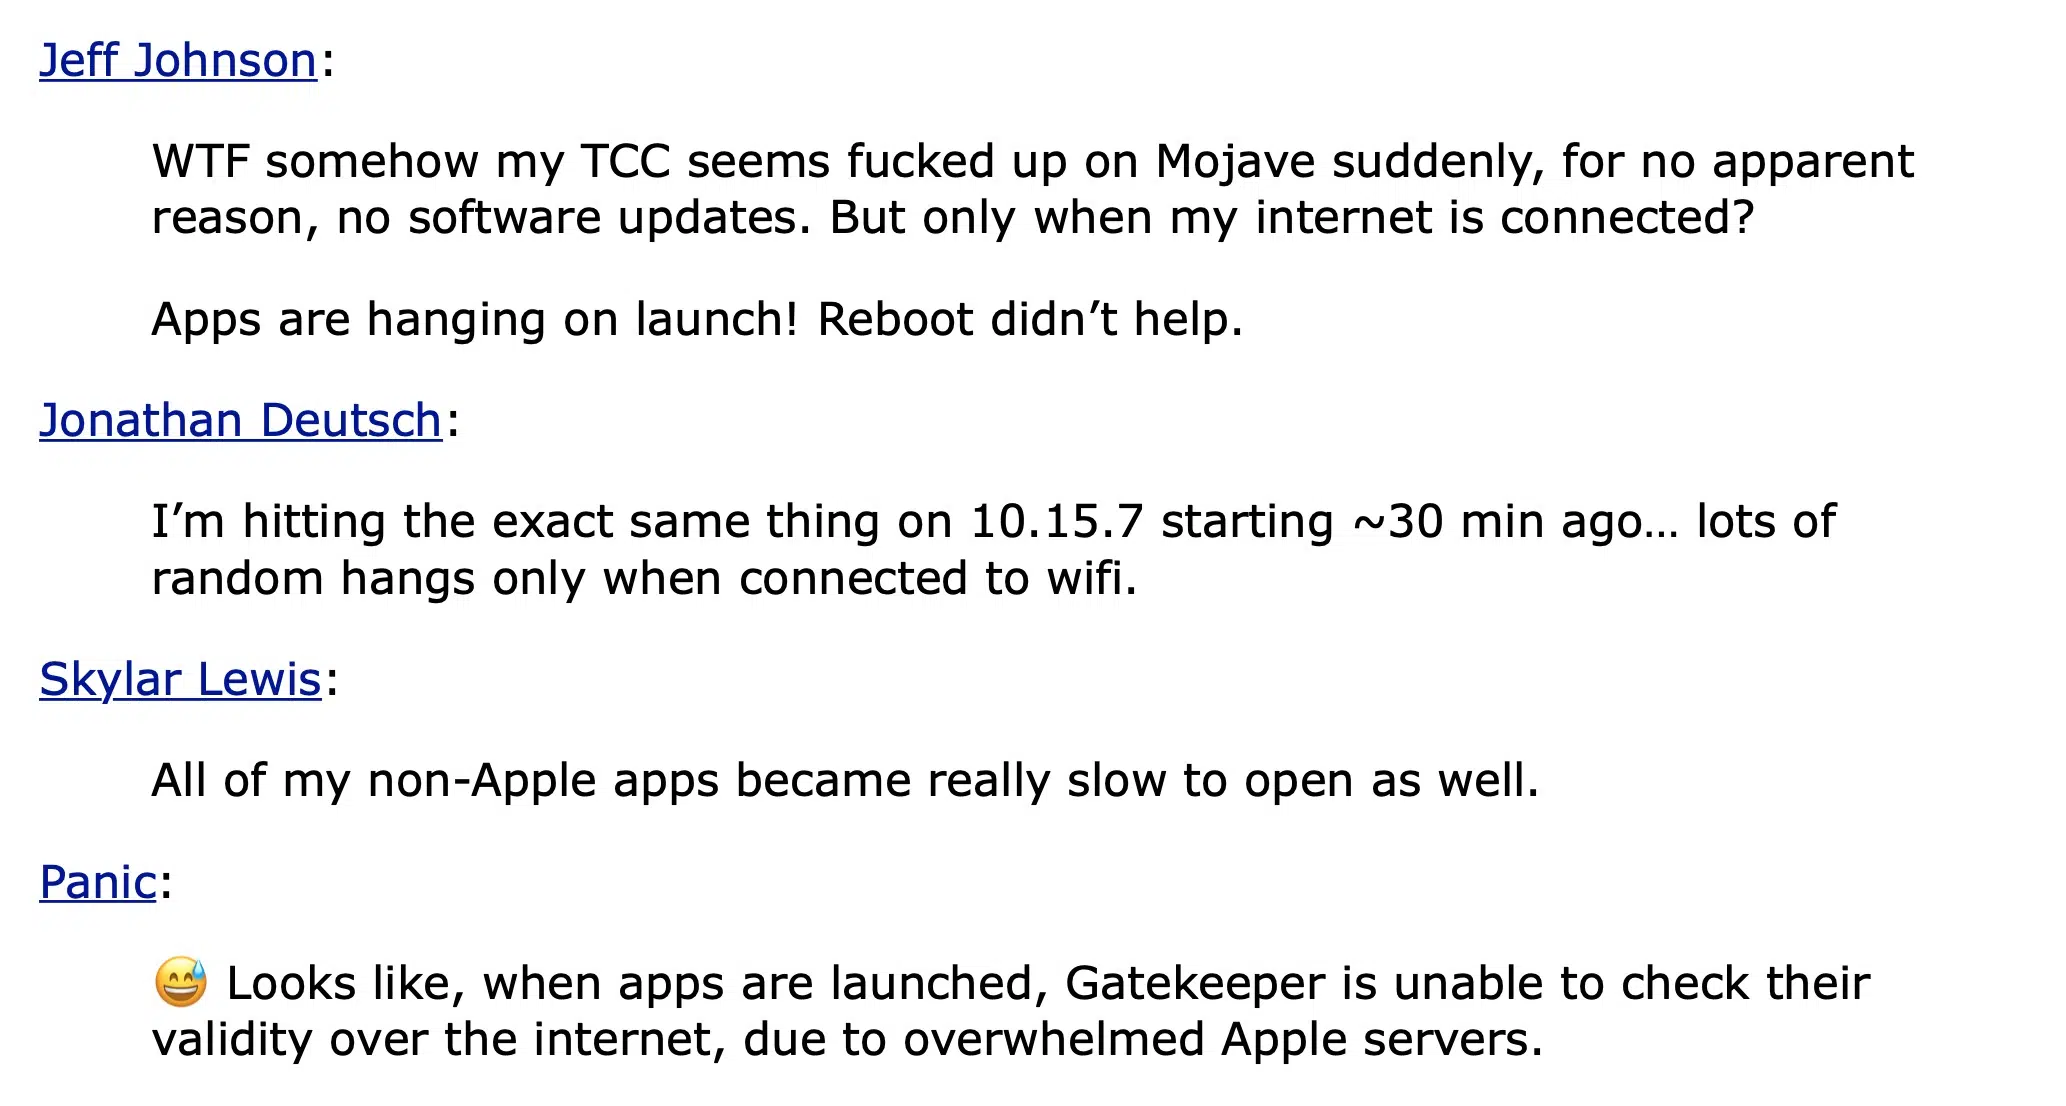 Jeff Johnson:
WTF somehow my TCC seems fucked up on Mojave suddenly, for no apparent
reason, no software updates. But only when my internet is connected?
Apps are hanging on launch! Reboot didn’t help.
Jonathan Deutsch:
I’m hitting the exact same thing on 10.15.7 starting ~30 min ago… lots of
random hangs only when connected to wifi.
Skylar Lewis:
All of my non-Apple apps became really slow to open as well.
Panic:
😅 Looks like, when apps are launched, Gatekeeper is unable to check their
validity over the internet, due to overwhelmed Apple servers.